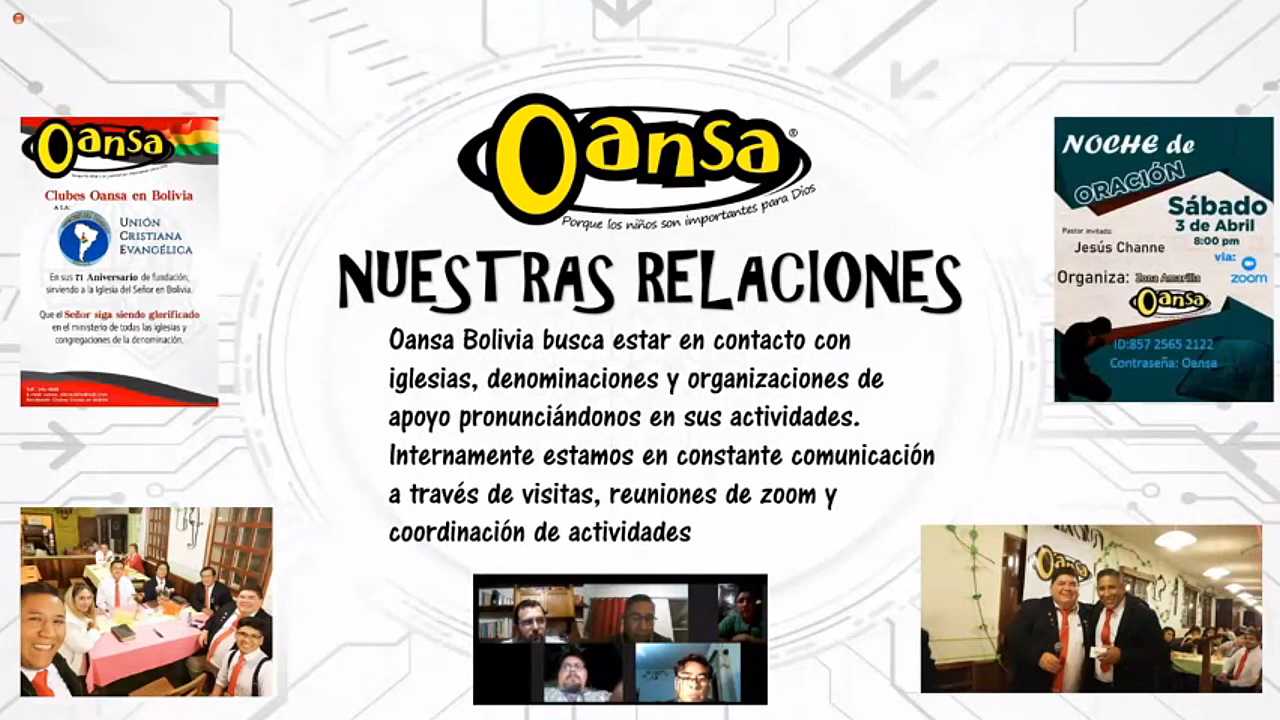 Oansa®
Porque los niños son importantes para Dios
NUESTRAS RELACIONES
Oansa Bolivia busca estar en contacto con
iglesias, denominaciones y organizaciones de
apoyo pronunciándonos en sus actividades.
Internamente estamos en constante comunicación
a través de visitas, reuniones de zoom y
coordinación de actividades
Oansa
Clubes Oansa en Bolivia
A LA:
UNIÓN
CRISTIANA
EVANGÉLICA
En sus 71 Aniversario de fundación,
sirviendo a la Iglesia del Señor en Bolivia.
Que el Señor siga siendo glorificado
en el ministerio de todas las iglesias y
congregaciones de la denominación.
NOCHE de
ORACIÓN
Sábado
3 de Abril
8:00 pm
Pastor invitado:
Jesús Channe
vía:
zoom
Organiza: Zona Amarilla
Oansa
ID:857 2565 2122
Contraseña: Oansa
Oansa